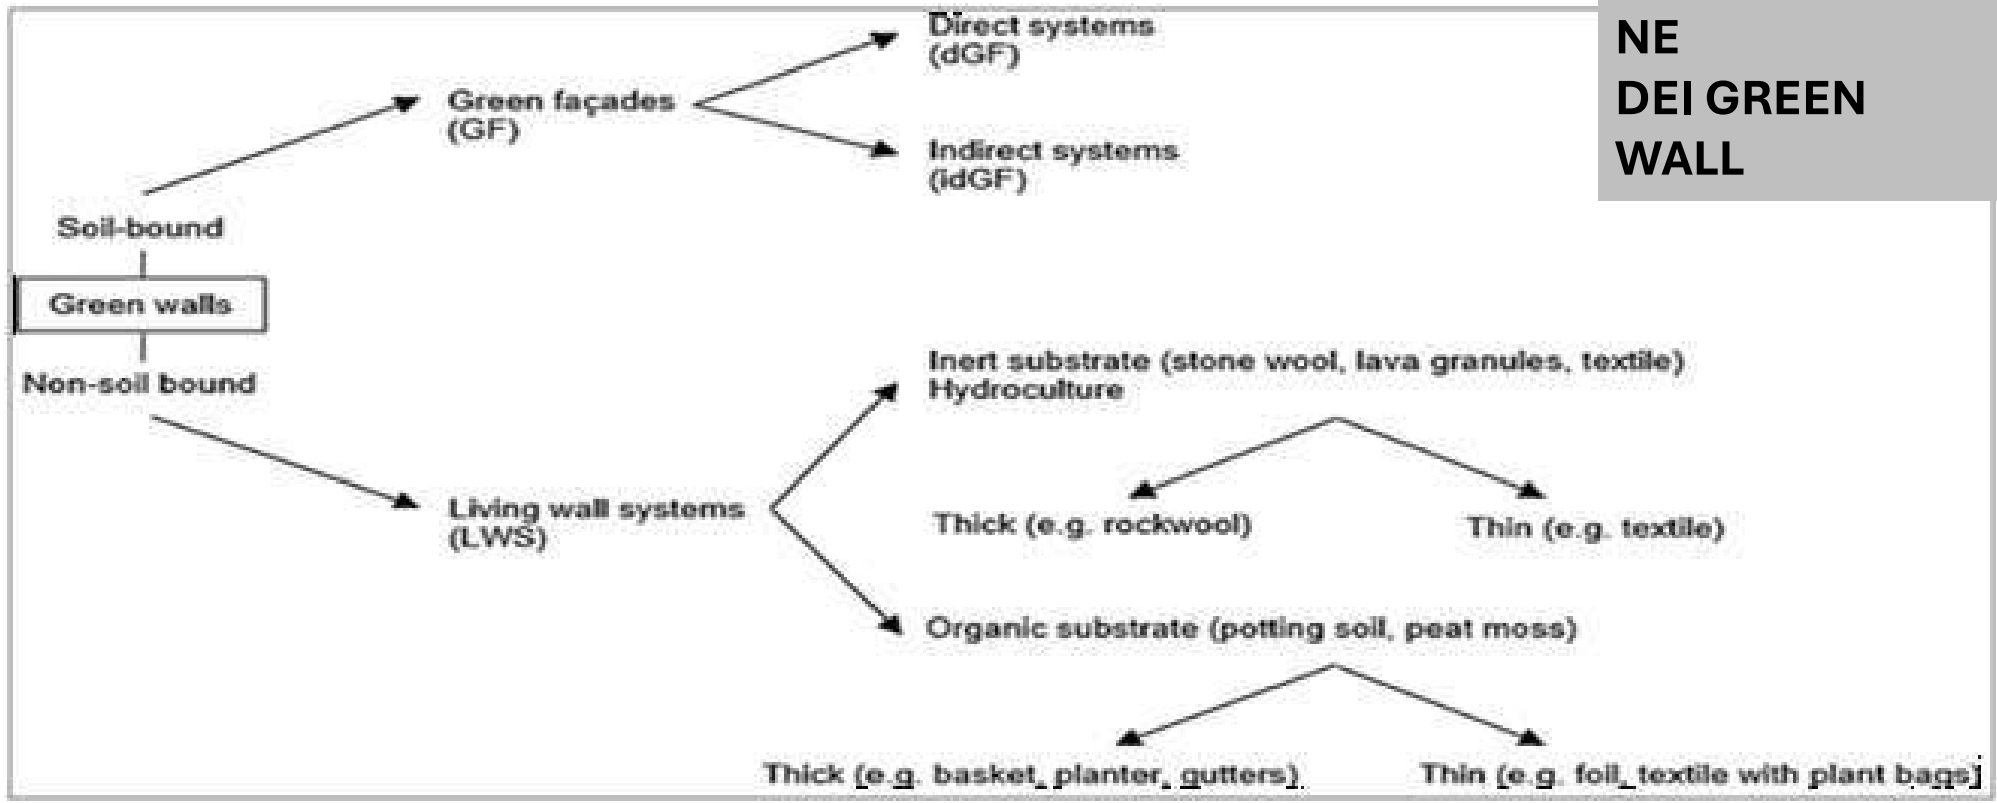 NE
DEI GREEN
WALL
Direct systems
(dGF)
Green façades
(GF)
Indirect systems
(idGF)
Soil-bound
Green walls
Non-soil bound
Inert substrate (stone wool, lava granules, textile)
Hydroculture
Thick (e.g. rockwool)
Thin (e.g. textile)
Living wall systems
(LWS)
Organic substrate (potting soil, peat moss)
Thick (e.g. basket, planter, gutters)
Thin (e.g. foil, textile with plant bags)